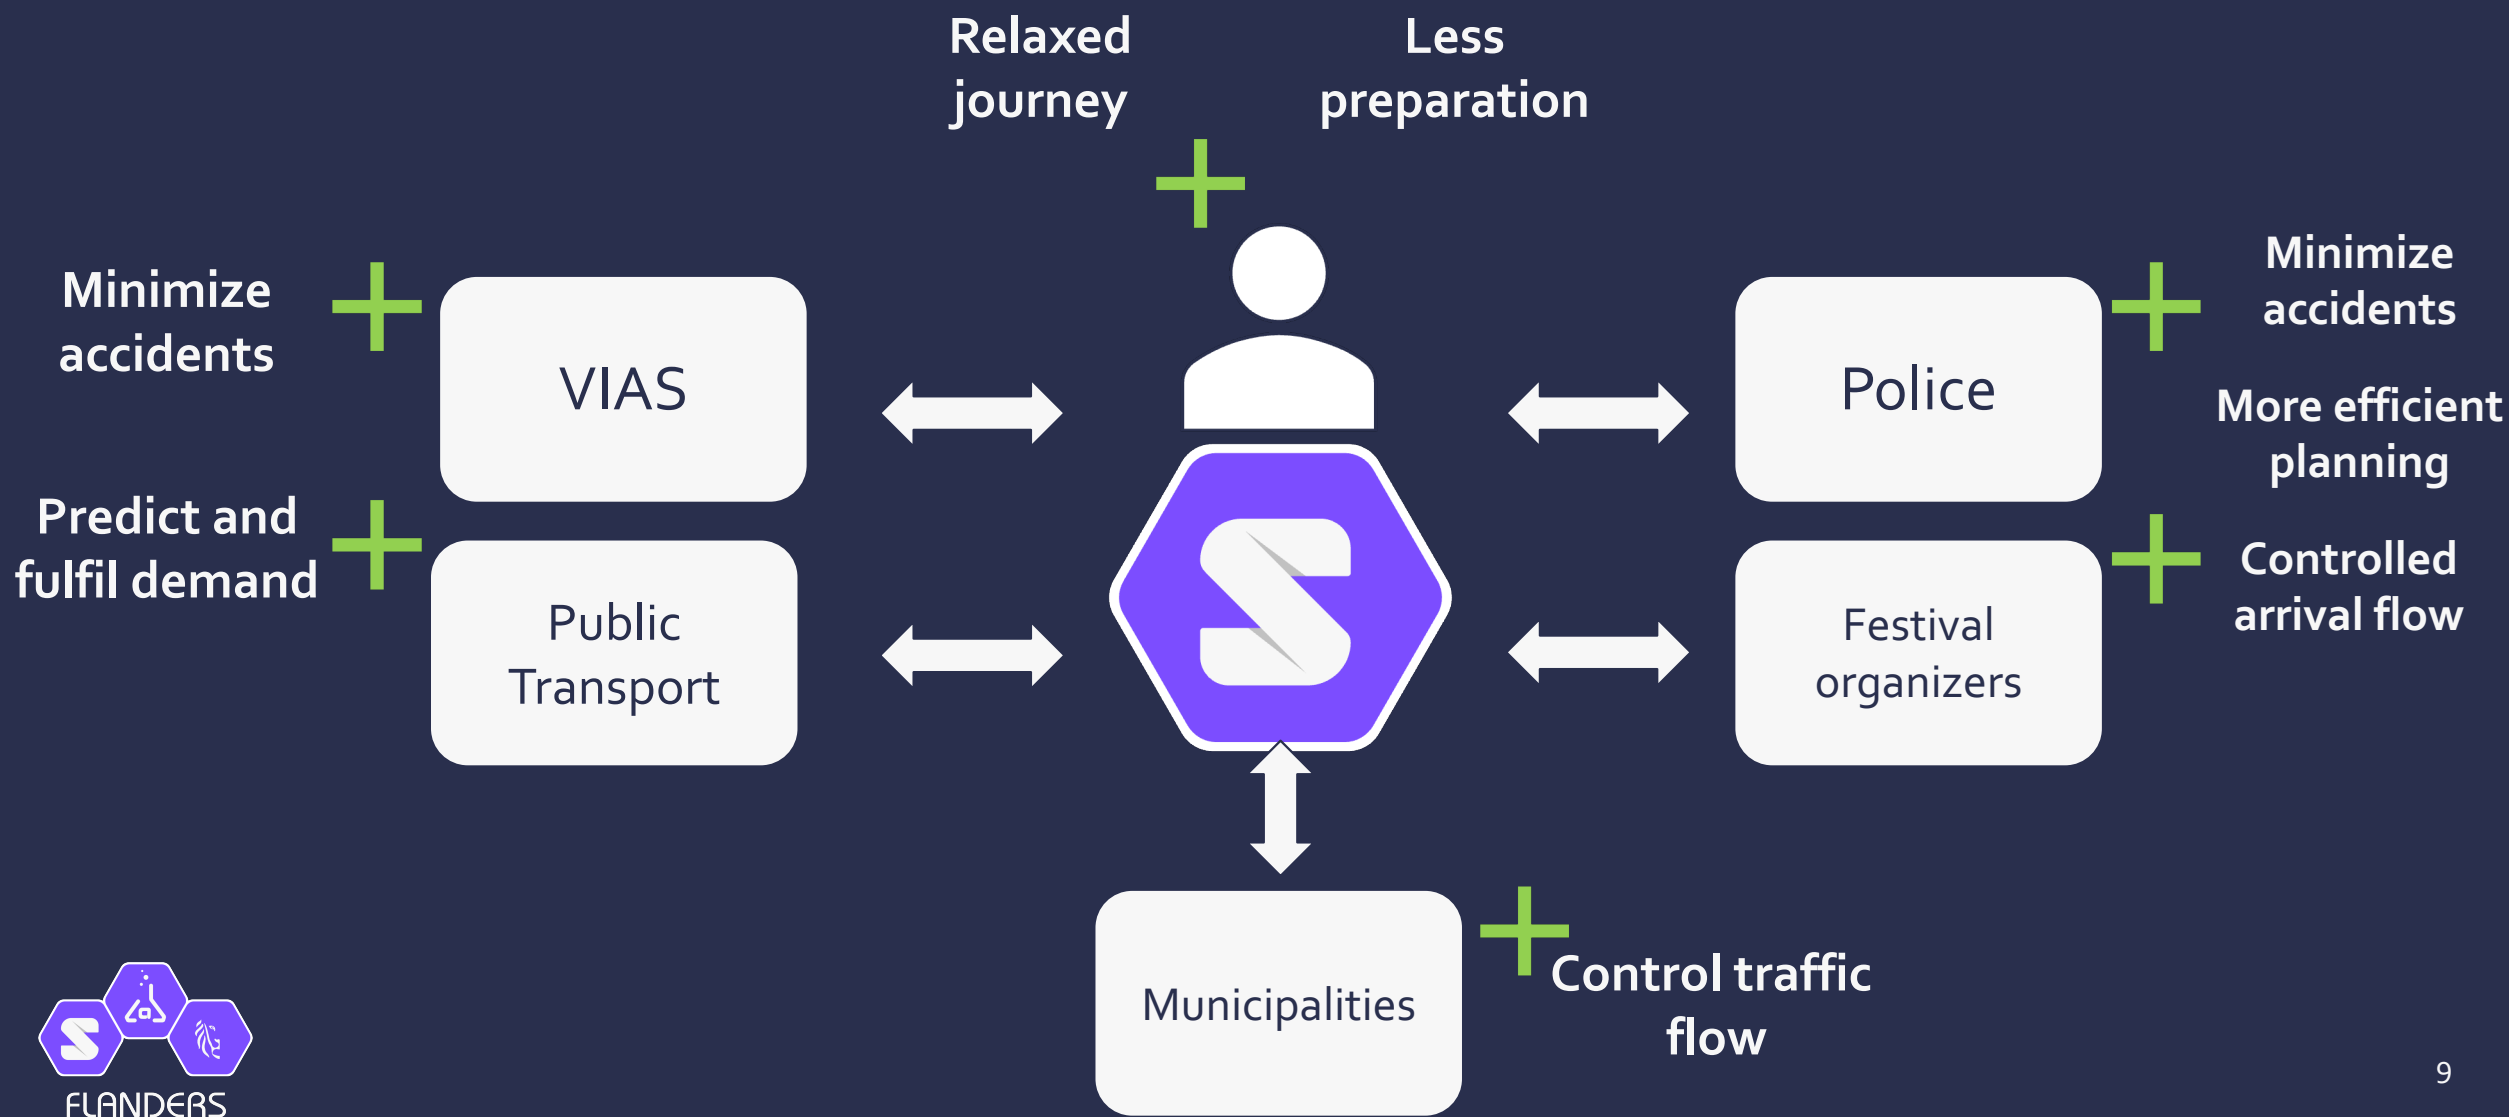 Relaxed
journey
Less
preparation
Minimize
accidents
VIAS
Police
Minimize
accidents
More efficient
planning
Predict and
fulfil demand
Public
Transport
Festival
organizers
Controlled
arrival flow
Municipalities
Control traffic
flow
FLANDERS
9